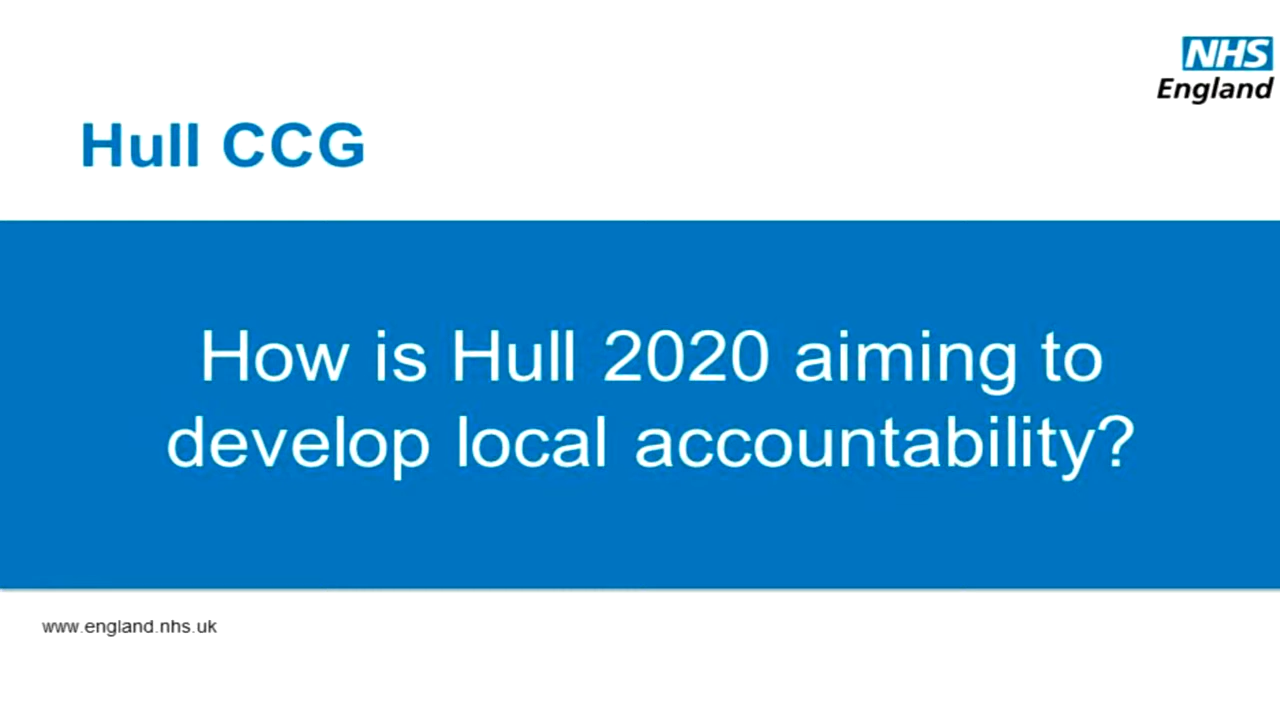 NHS
England
Hull CCG
How is Hull 2020 aiming to
develop local accountability?
www.england.nhs.uk